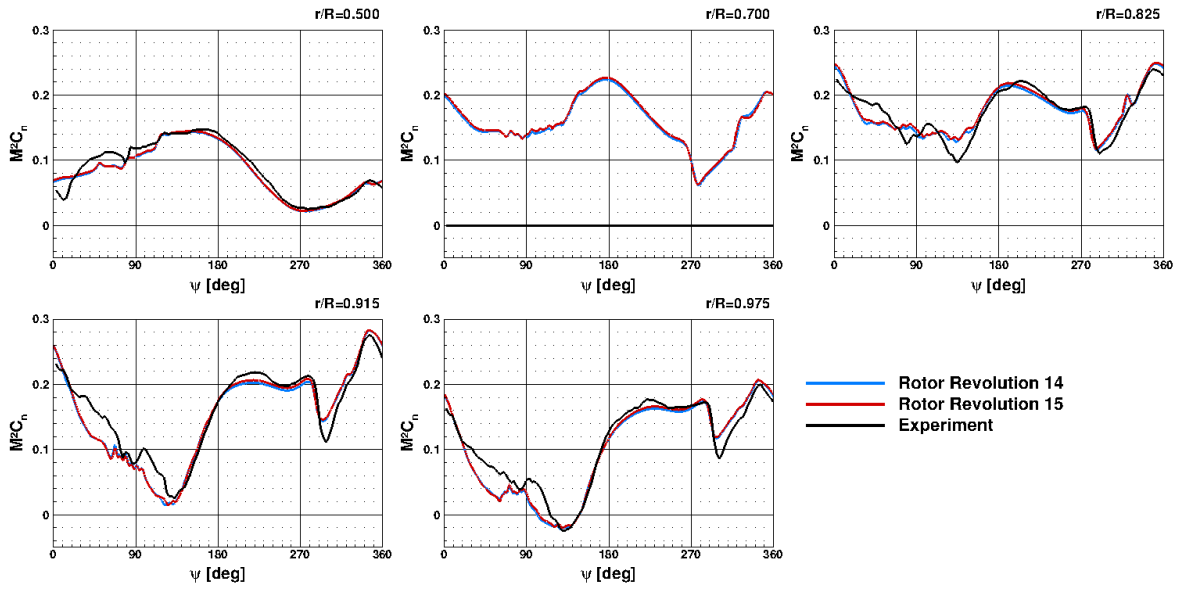 r/R=0.500
0.3
0.2
0.1
0
M²Cn
0 90 180 270 360
ψ [deg]
r/R=0.700
0.3
0.2
0.1
0
M²Cn
0 90 180 270 360
ψ [deg]
r/R=0.825
0.3
0.2
0.1
0
M²Cn
0 90 180 270 360
ψ [deg]
r/R=0.915
0.3
0.2
0.1
0
M²Cn
0 90 180 270 360
ψ [deg]
r/R=0.975
0.3
0.2
0.1
0
M²Cn
0 90 180 270 360
ψ [deg]
Rotor Revolution 14
Rotor Revolution 15
Experiment